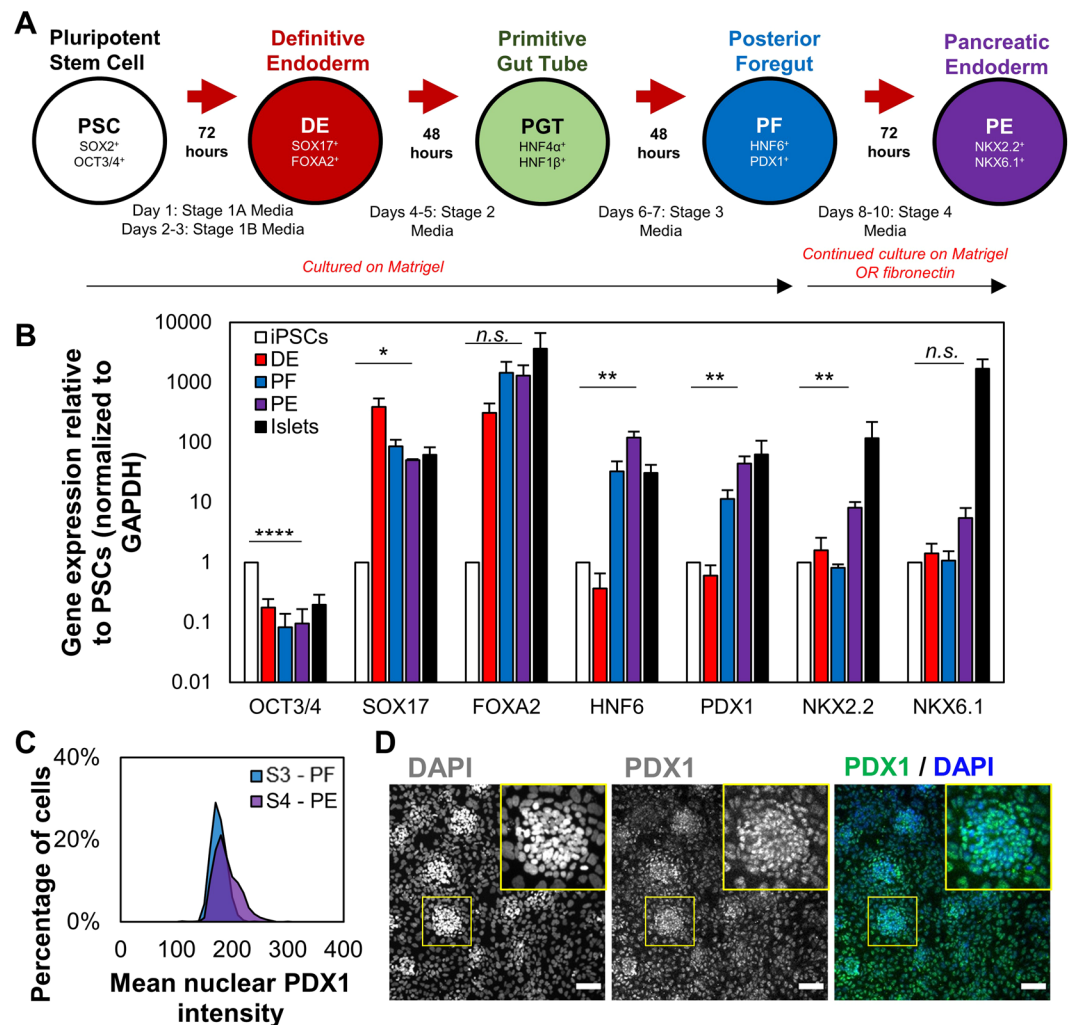 A
Pluripotent
Stem Cell
Definitive
Endoderm
Primitive
Gut Tube
Posterior
Foregut
Pancreatic
Endoderm
PSC
SOX2+
OCT3/4+
72
hours
DE
SOX17+
FOXA2+
48
hours
PGT
HNF4α+
HNF1β+
48
hours
PF
HNF6+
PDX1+
72
hours
PE
NKX2.2+
NKX6.1+
Day 1: Stage 1A Media
Days 2-3: Stage 1B Media
Days 4-5: Stage 2
Media
Days 6-7: Stage 3
Media
Days 8-10: Stage 4
Media
Cultured on Matrigel
Continued culture on Matrigel
OR fibronectin
B
Gene expression relative
to PSCs (normalized to
GAPDH)
10000
1000
100
10
1
0.1
0.01
iPSCs
DE
PF
PE
Islets
****
*
n.s.
**
**
**
n.s.
OCT3/4
SOX17
FOXA2
HNF6
PDX1
NKX2.2
NKX6.1
C
Percentage of cells
40%
20%
0%
S3 - PF
S4 - PE
0
100
200
300
400
Mean nuclear PDX1
intensity
D
DAPI
PDX1
PDX1 / DAPI